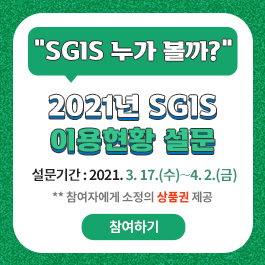 "SGIS 누가 볼까?"
2021년 SGIS
이용현황 설문
설문기간 : 2021. 3. 17.(수)~4. 2.(금)
** 참여자에게 소정의 상품권 제공
참여하기